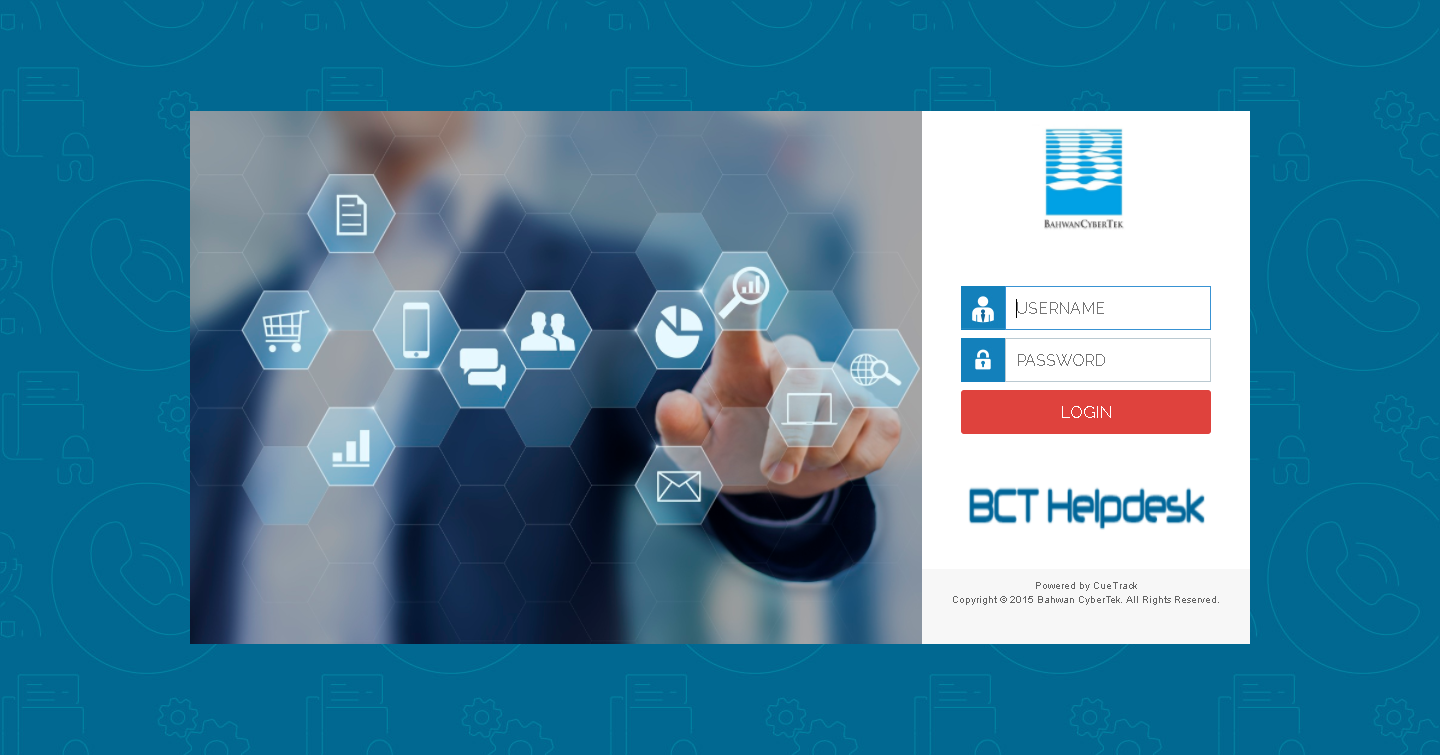 BAHWANCYBERTEK
USERNAME
PASSWORD
LOGIN
BCT Helpdesk
Powered by CueTrack
Copyright © 2015 Bahwan CyberTek. All Rights Reserved.